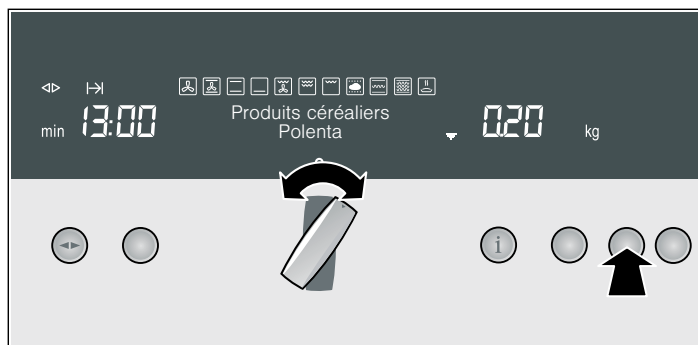 min 13:00
Produits céréaliers
Polenta
0.20 kg
i